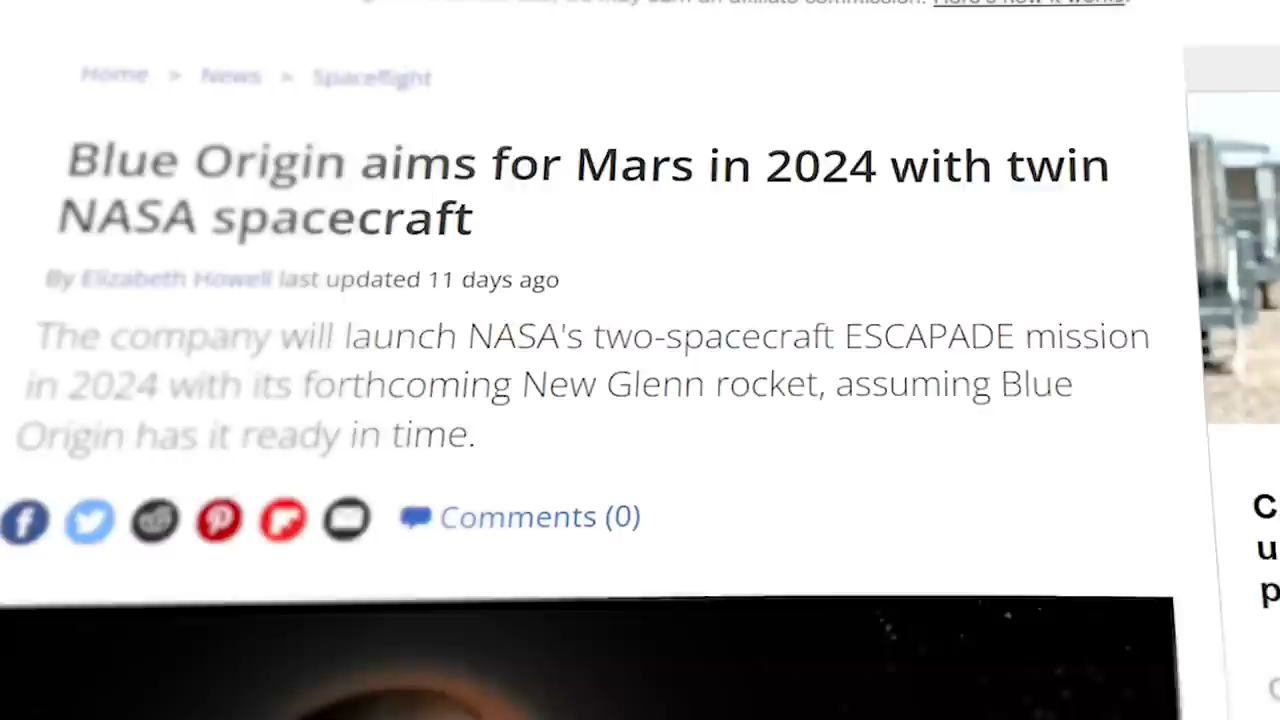 Home > News > Spaceflight
Blue Origin aims for Mars in 2024 with twin
NASA spacecraft
By Elizabeth Howell last updated 11 days ago
The company will launch NASA's two-spacecraft ESCAPADE mission
in 2024 with its forthcoming New Glenn rocket, assuming Blue
Origin has it ready in time.
Comments (0)
C
u
p